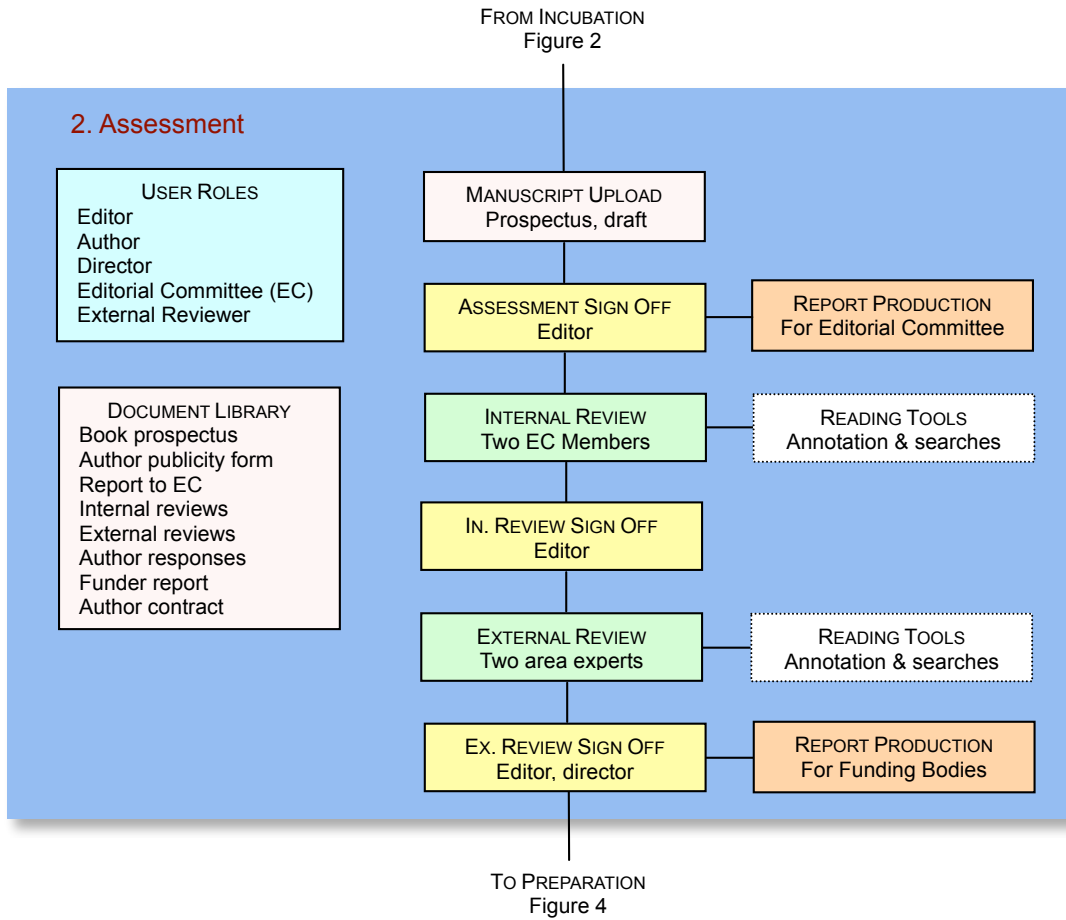 FROM INCUBATION
Figure 2
2. Assessment
USER ROLES
Editor
Author
Director
Editorial Committee (EC)
External Reviewer
DOCUMENT LIBRARY
Book prospectus
Author publicity form
Report to EC
Internal reviews
External reviews
Author responses
Funder report
Author contract
MANUSCRIPT UPLOAD
Prospectus, draft
ASSESSMENT SIGN OFF
Editor
REPORT PRODUCTION
For Editorial Committee
INTERNAL REVIEW
Two EC Members
READING TOOLS
Annotation & searches
IN. REVIEW SIGN OFF
Editor
EXTERNAL REVIEW
Two area experts
READING TOOLS
Annotation & searches
EX. REVIEW SIGN OFF
Editor, director
REPORT PRODUCTION
For Funding Bodies
TO PREPARATION
Figure 4